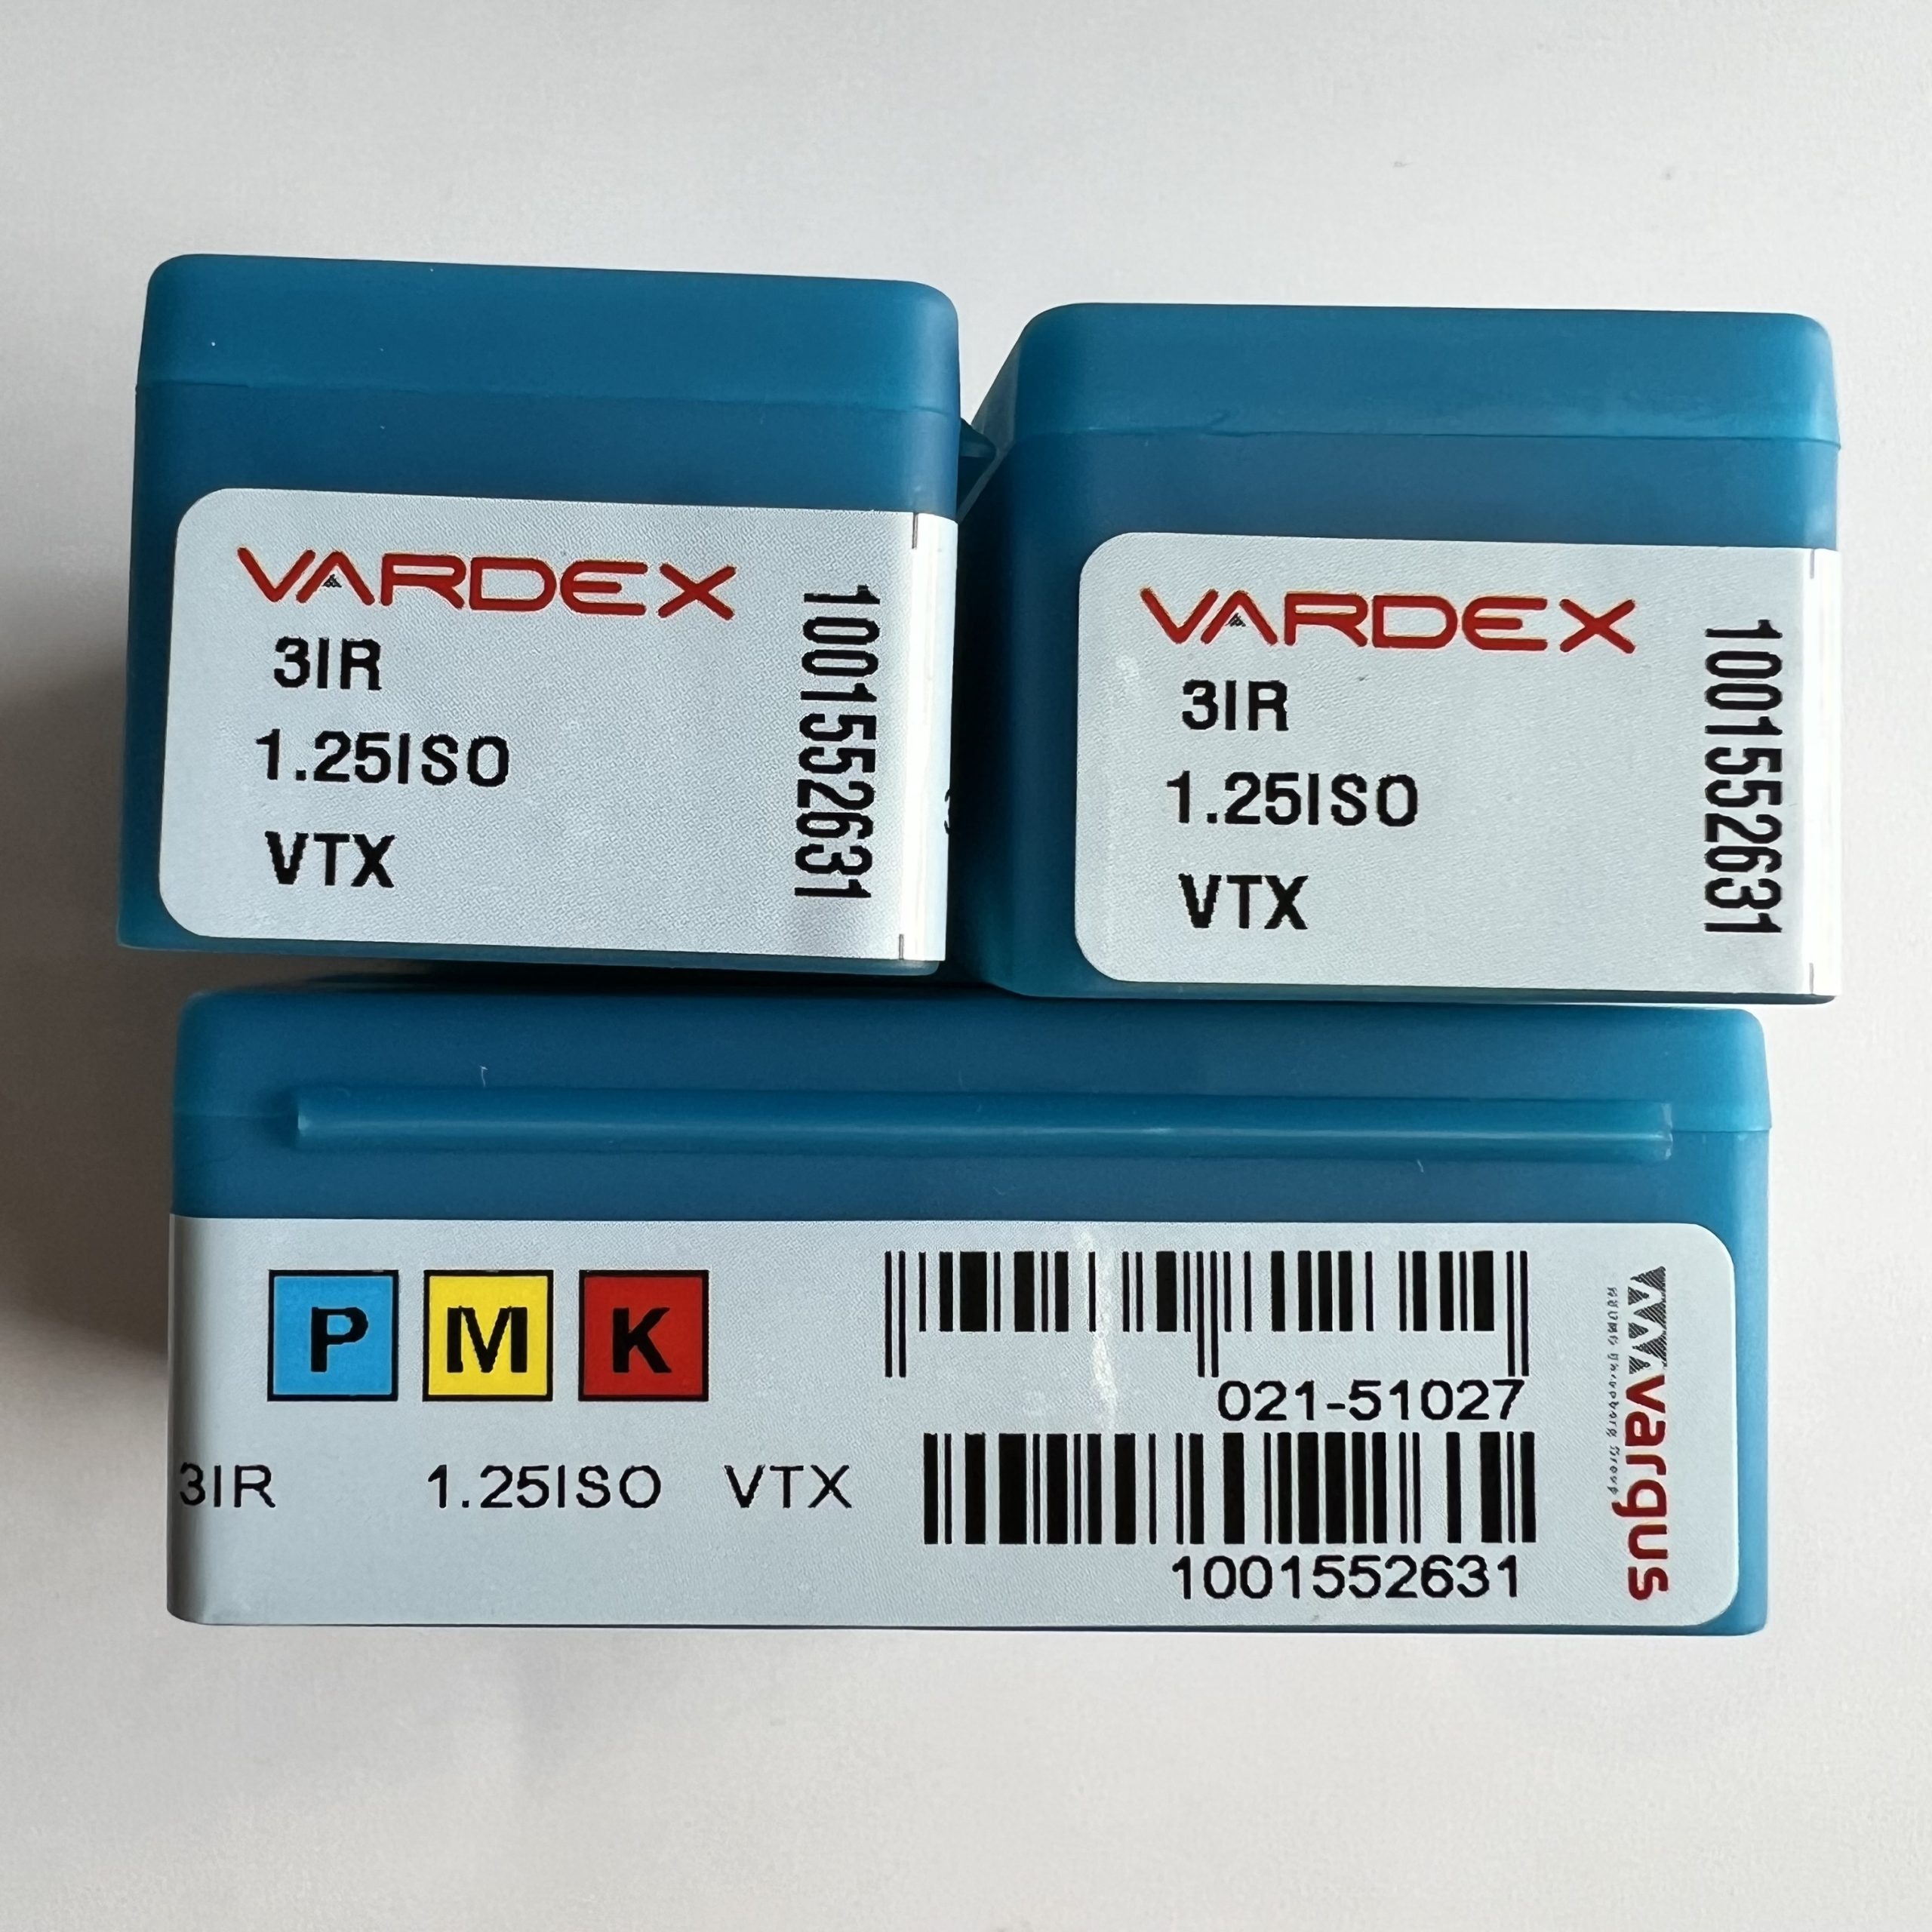 VARDEX
3IR
1.25ISO
VTX
1001552631
VARDEX
3IR
1.25ISO
VTX
1001552631
P M K
021-51027
3IR 1.25ISO VTX
1001552631
vargus